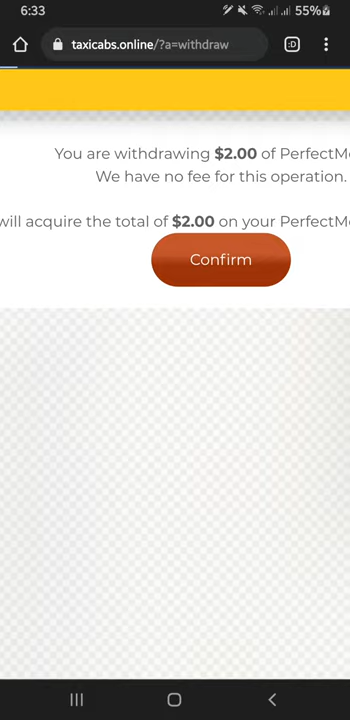 6:33
55%
taxicabs.online/?a=withdraw
:D
You are withdrawing $2.00 of PerfectM
We have no fee for this operation.
will acquire the total of $2.00 on your PerfectM
Confirm